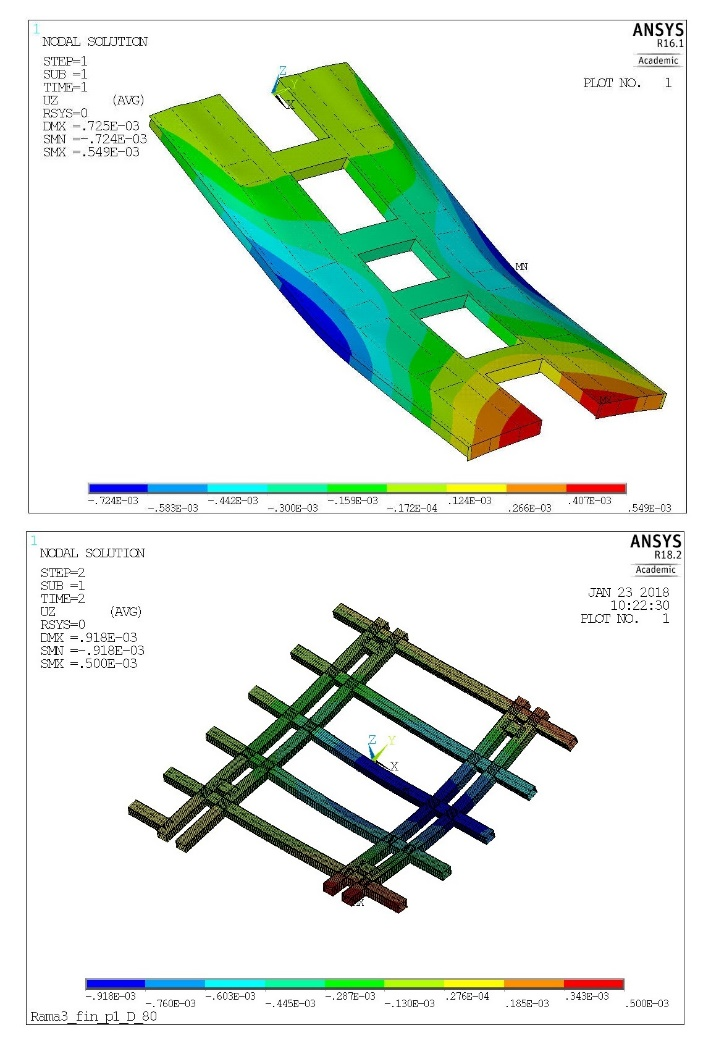 1
NODAL SOLUTION
STEP=1
SUB =1
TIME=1
UZ (AVG)
RSYS=0
DMX =.725E-03
SMN =-.724E-03
SMX =.549E-03
ANSYS
R16.1
Academic
PLOT NO. 1
Z
X
MN
-.724E-03
-.583E-03
-.442E-03
-.300E-03
-.159E-03
-.172E-04
.124E-03
.266E-03
.407E-03
.549E-03
1
NODAL SOLUTION
STEP=2
SUB =1
TIME=2
UZ (AVG)
RSYS=0
DMX =.918E-03
SMN =-.918E-03
SMX =.500E-03
ANSYS
R18.2
Academic
JAN 23 2018
10:22:30
PLOT NO. 1
Z Y
X
-.918E-03
-.760E-03
-.603E-03
-.445E-03
-.287E-03
-.130E-03
.276E-04
.185E-03
.343E-03
.500E-03
Rama3_fin_p1_D_80